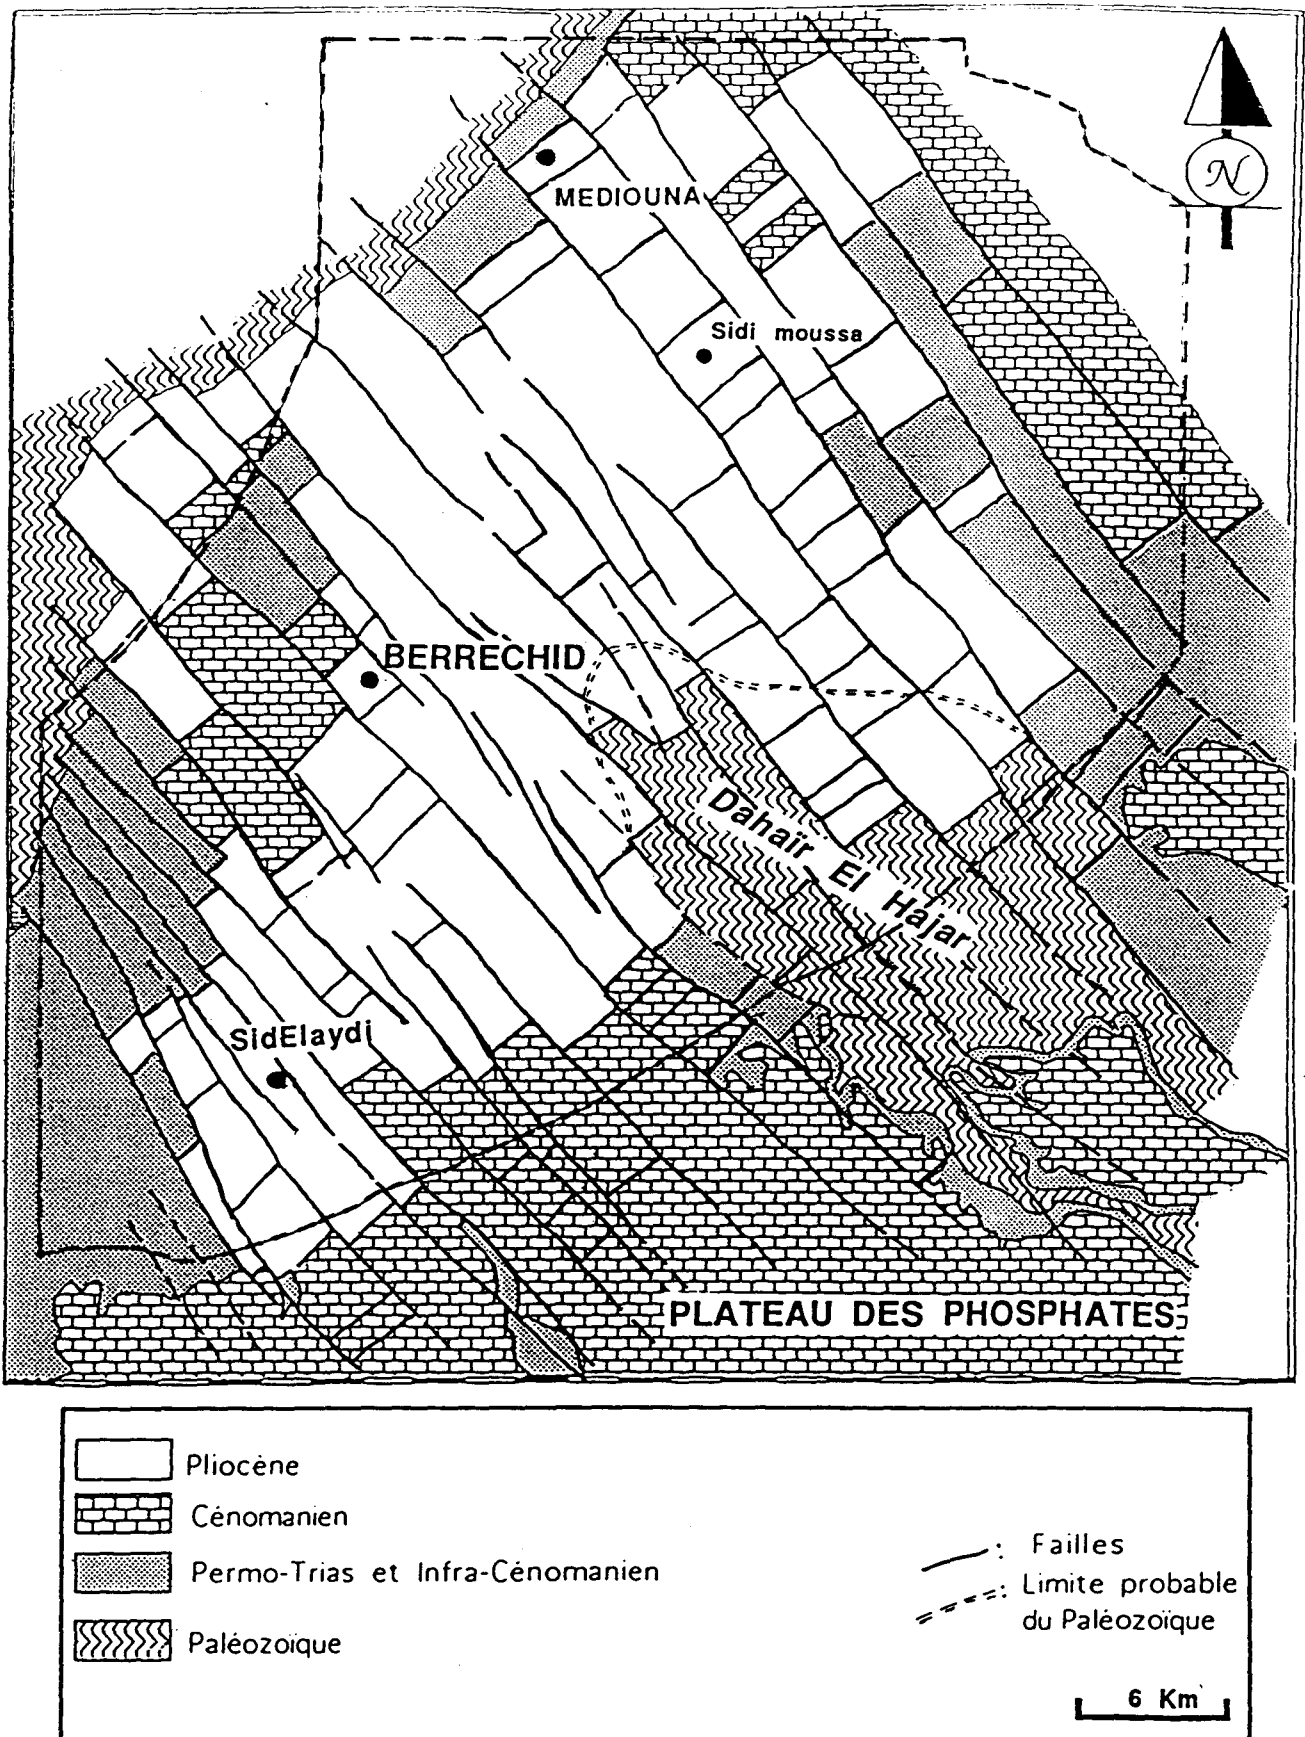 N
MEDIOUNA
Sidi moussa
BERRECHID
Dahaïr El Hajar
SidElaydi
PLATEAU DES PHOSPHATES
Pliocène
Cénomanien
Permo-Trias et Infra-Cénomanien
Paléozoïque
: Failles
: Limite probable
du Paléozoïque
6 Km